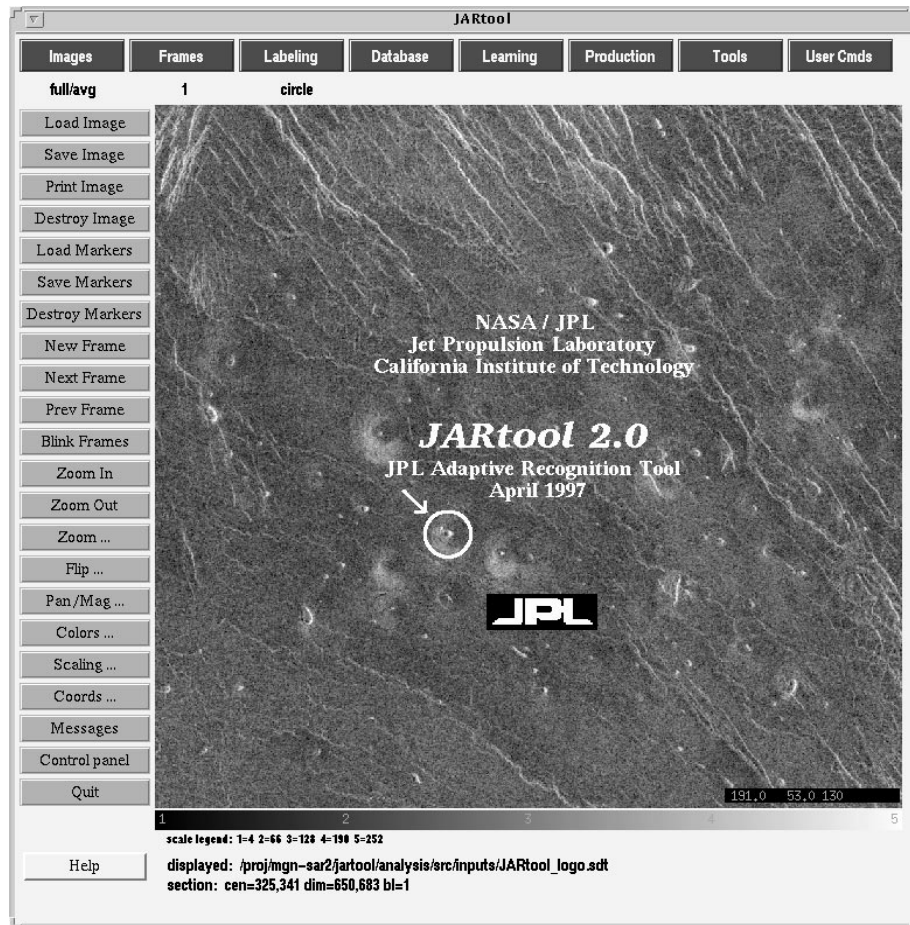 JARtool
Images Frames Labeling Database Learning Production Tools User Cmds
full/avg 1 circle
Load Image
Save Image
Print Image
Destroy Image
Load Markers
Save Markers
Destroy Markers
New Frame
Next Frame
Prev Frame
Blink Frames
Zoom In
Zoom Out
Zoom ...
Flip ...
Pan/Mag ...
Colors ...
Scaling ...
Coords ...
Messages
Control panel
Quit
Help
NASA / JPL
Jet Propulsion Laboratory
California Institute of Technology
JARtool 2.0
JPL Adaptive Recognition Tool
April 1997
JPL
191.0 53.0 130
1 2 3 4 5
scale legend: 1=4 2=66 3=128 4=190 5=252
displayed: /proj/mgn-sar2/jartool/analysis/src/inputs/JARtool_logo.sdt
section: cen=325,341 dim=650,683 bl=1